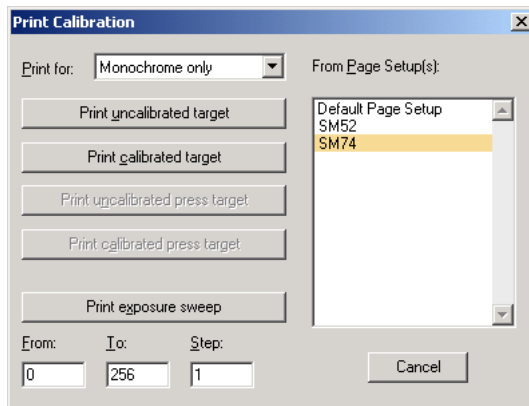 Print Calibration
Print for: Monochrome only
Print uncalibrated target
Print calibrated target
Print uncalibrated press target
Print calibrated press target
Print exposure sweep
From: To: Step:
0 256 1
From Page Setup(s):
Default Page Setup
SM52
SM74
Cancel